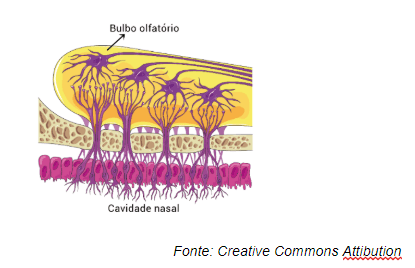 Bulbo olfatório
Cavidade nasal
Fonte: Creative Commons Attibution